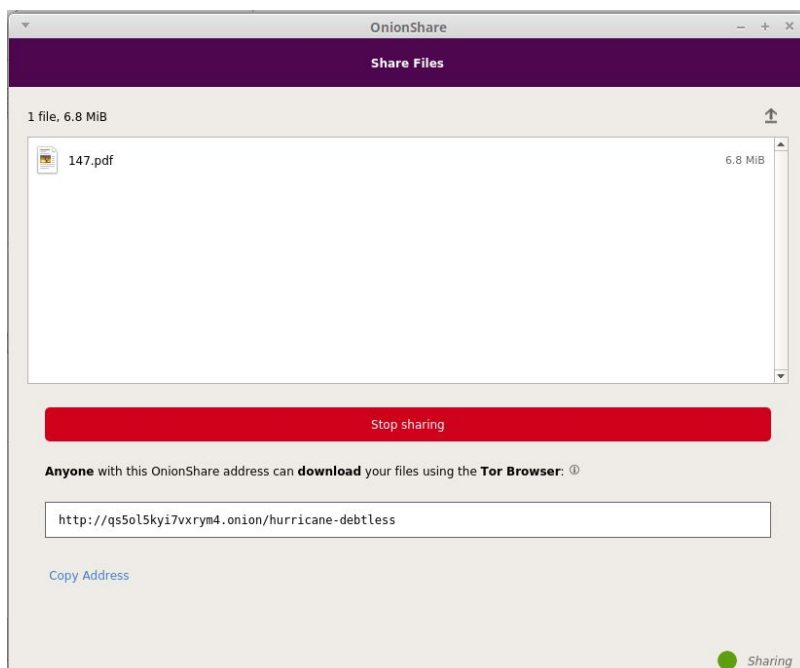 OnionShare
Share Files
1 file, 6.8 MiB
147.pdf 6.8 MiB
Stop sharing
Anyone with this OnionShare address can download your files using the Tor Browser:
http://qs5ol5kyi7vxrym4.onion/hurricane-debtless
Copy Address
Sharing